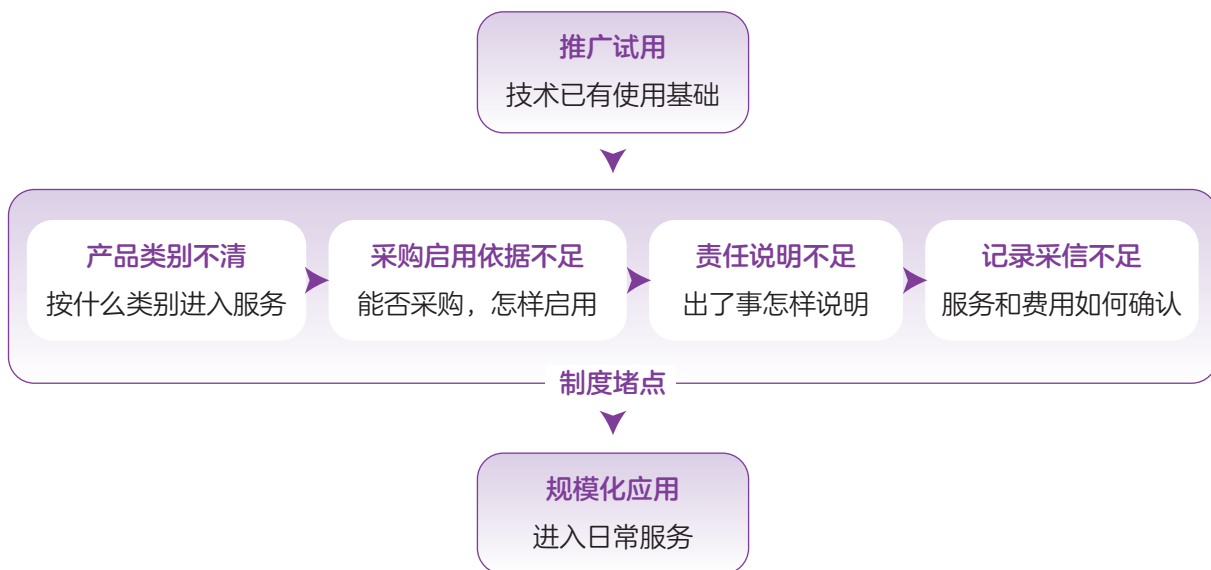 推广试用
技术已有使用基础
产品类别不清
按什么类别进入服务
采购启用依据不足
能否采购，怎样启用
责任说明不足
出了事怎样说明
记录采信不足
服务和费用如何确认
制度堵点
规模化应用
进入日常服务